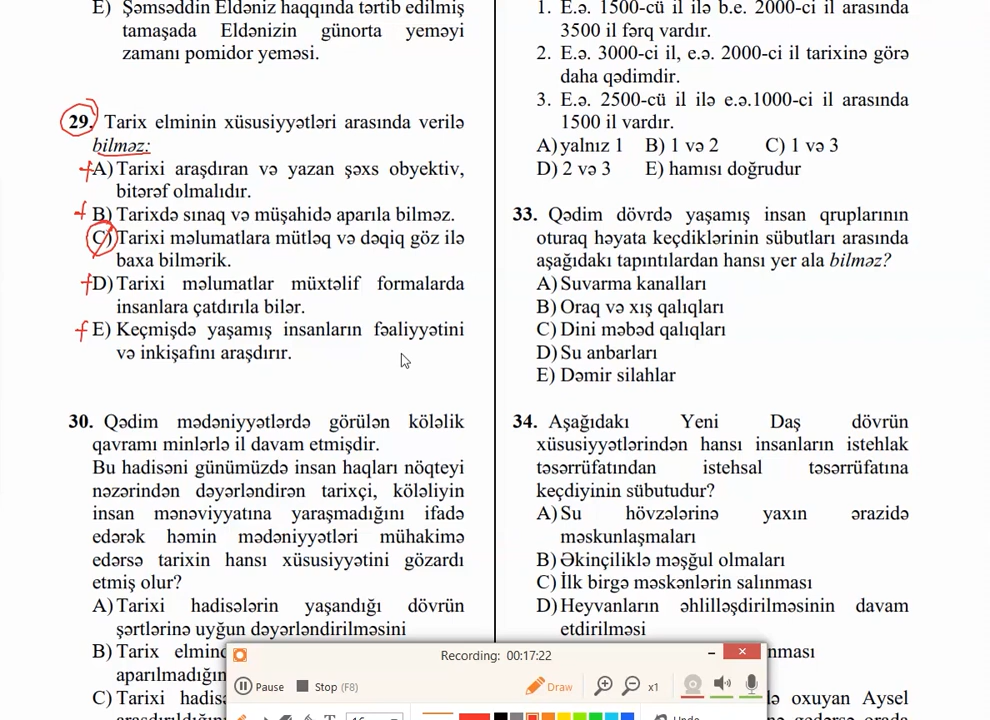 E) Şəmsəddin Eldəniz haqqında tərtib edilmiş
tamaşada Eldənizin günorta yeməyi
zamanı pomidor yeməsi.
29. Tarix elminin xüsusiyyətləri arasında verilə
bilməz:
A) Tarixi araşdıran və yazan şəxs obyektiv,
bitərəf olmalıdır.
B) Tarixdə sınaq və müşahidə aparıla bilməz.
C) Tarixi məlumatlara mütləq və dəqiq göz ilə
baxa bilmərik.
D) Tarixi məlumatlar müxtəlif formalarda
insanlara çatdırıla bilər.
E) Keçmişdə yaşamış insanların fəaliyyətini
və inkişafını araşdırır.
30. Qədim mədəniyyətlərdə görülən köləlik
qavramı minlərlə il davam etmişdir.
Bu hadisəni günümüzdə insan haqları nöqteyi
nəzərindən dəyərləndirən tarixçi, köləliyin
insan mənəviyyatına yaraşmadığını ifadə
edərək həmin mədəniyyətləri mühakimə
edərsə tarixin hansı xüsusiyyətini gözardı
etmiş olur?
A) Tarixi hadisələrin yaşandığı dövrün
şərtlərinə uyğun dəyərləndirilməsini
B) Tarix
aparılmadığın
C) Tarixi
1. E.ə. 1500-cü il ilə b.e. 2000-ci il arasında
3500 il fərq vardır.
2. E.ə. 3000-ci il, e.ə. 2000-ci il tarixinə görə
daha qədimdir.
3. E.ə. 2500-cü il ilə e.ə.1000-ci il arasında
1500 il vardır.
A) yalnız 1 B) 1 və 2 C) 1 və 3
D) 2 və 3 E) hamısı doğrudur
33. Qədim dövrdə yaşamış insan qruplarının
oturaq həyata keçdiklərinin sübutları arasında
aşağıdakı tapıntılardan hansı yer ala bilməz?
A) Suvarma kanalları
B) Oraq və xış qalıqları
C) Dini məbəd qalıqları
D) Su anbarları
E) Dəmir silahlar
34. Aşağıdakı Yeni Daş dövrün
xüsusiyyətlərindən hansı insanların istehlak
təsərrüfatından istehsal təsərrüfatına
keçdiyinin sübutudur?
A) Su hövzələrinə yaxın ərazidə
məskunlaşmaları
B) Əkinçiliklə məşğul olmaları
C) İlk birgə məskənlərin salınması
D) Heyvanların əhlilləşdirilməsinin davam
etdirilməsi
oxuyan Aysel
Recording: 00:17:22
Pause Stop (F8) Draw x1
Undo